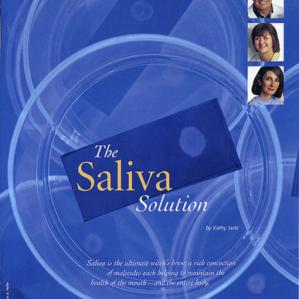 The
Saliva
Solution
by Kathy Seitz
Saliva is the ultimate witch's brew: a rich concoction
of molecules each helping to maintain the
health of the mouth—and the entire body.